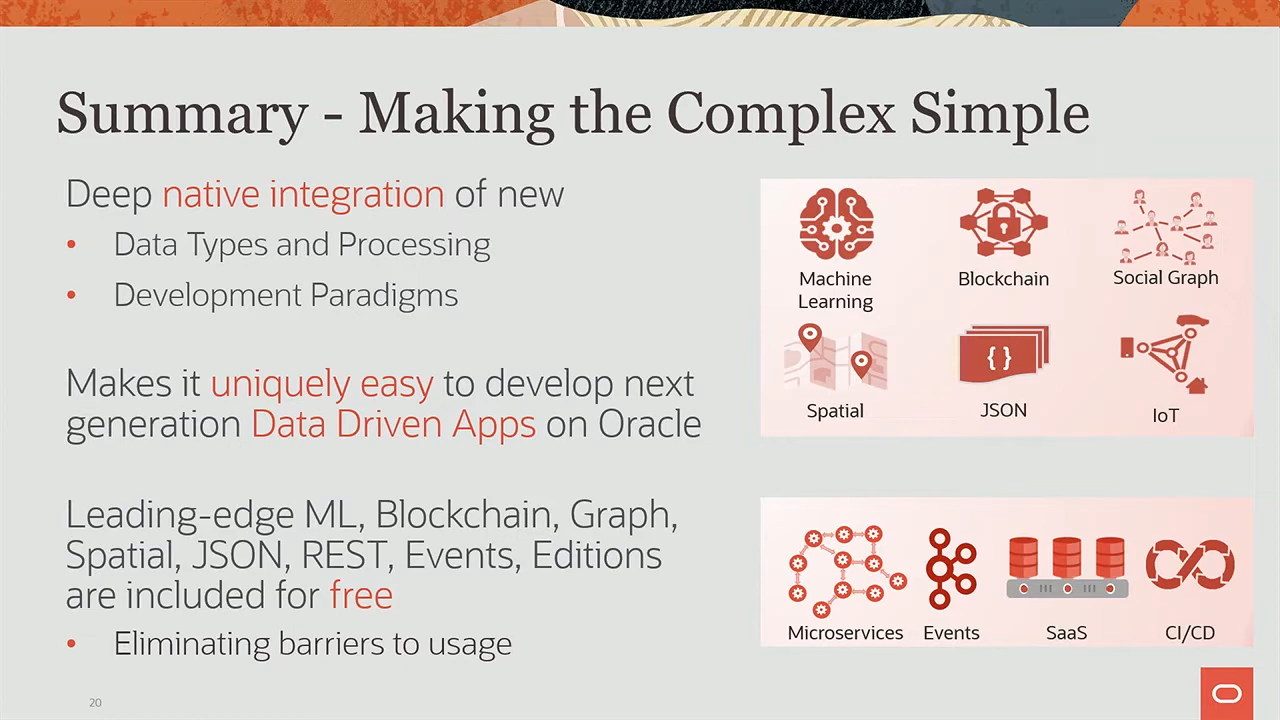 Summary - Making the Complex Simple
Deep native integration of new
• Data Types and Processing
• Development Paradigms
Makes it uniquely easy to develop next
generation Data Driven Apps on Oracle
Leading-edge ML, Blockchain, Graph,
Spatial, JSON, REST, Events, Editions
are included for free
• Eliminating barriers to usage
Machine
Learning
Blockchain
Social Graph
Spatial
{ }
JSON
IoT
Microservices
Events
SaaS
CI/CD
20